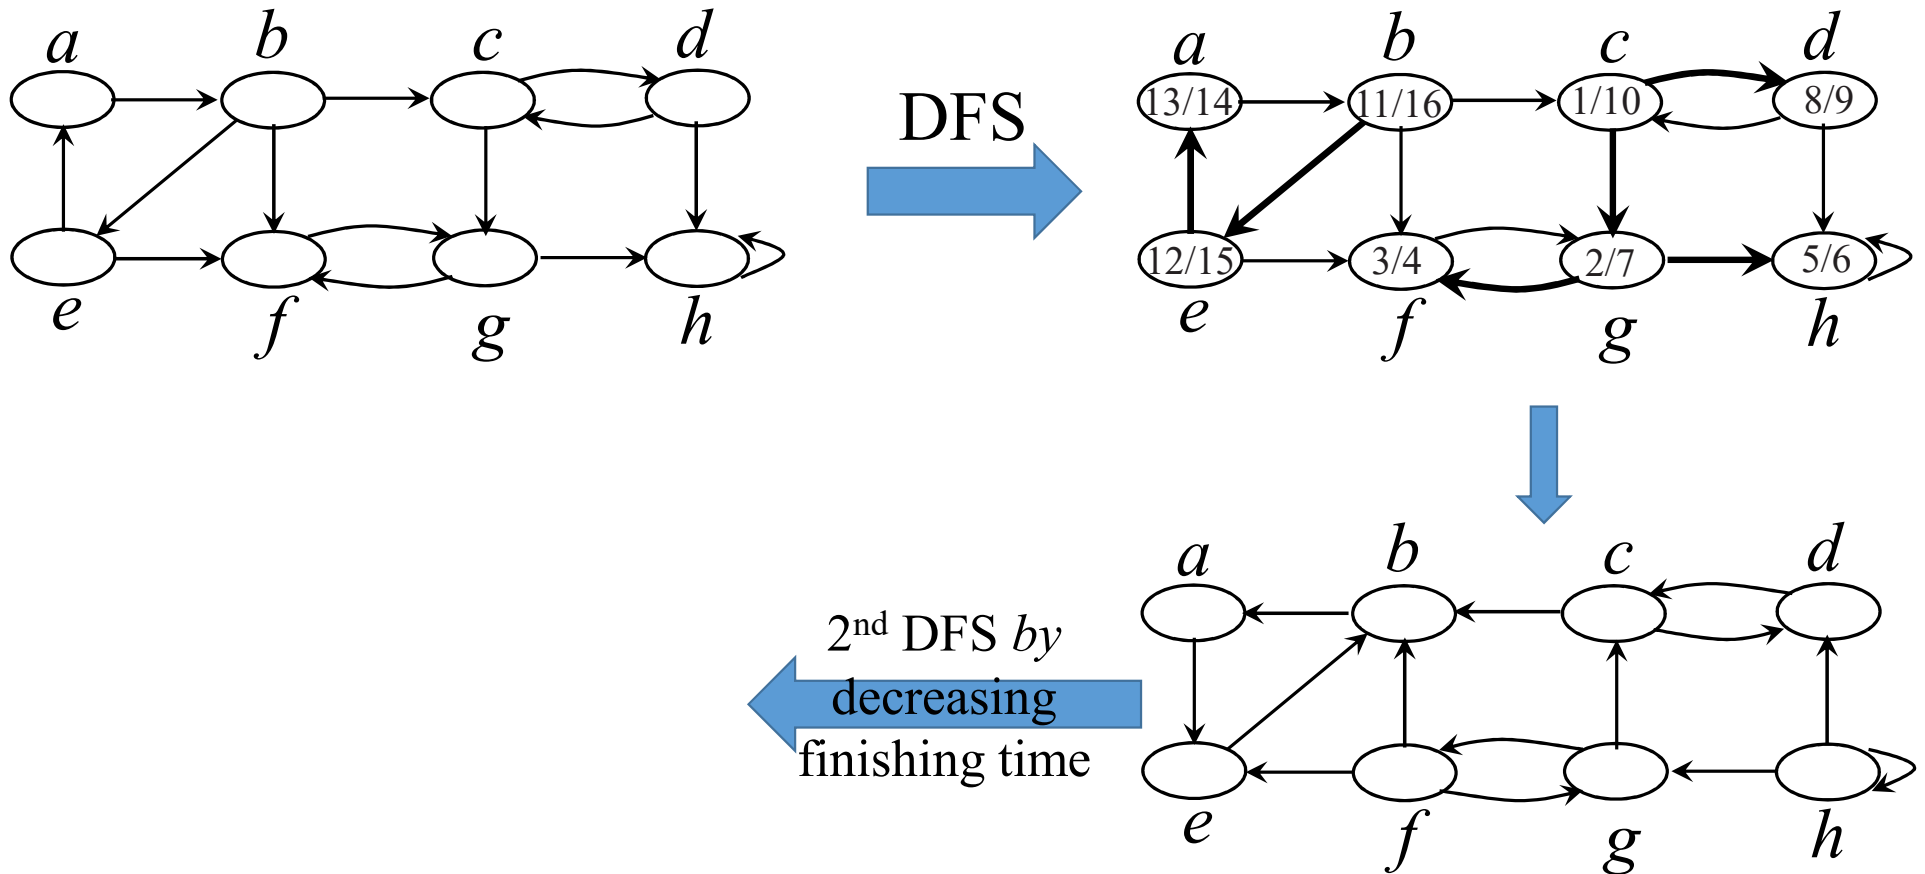 a b c d
e f g h
DFS
a b c d
13/14 11/16 1/10 8/9
12/15 3/4 2/7 5/6
e f g h
a b c d
e f g h
2nd DFS by
decreasing
finishing time